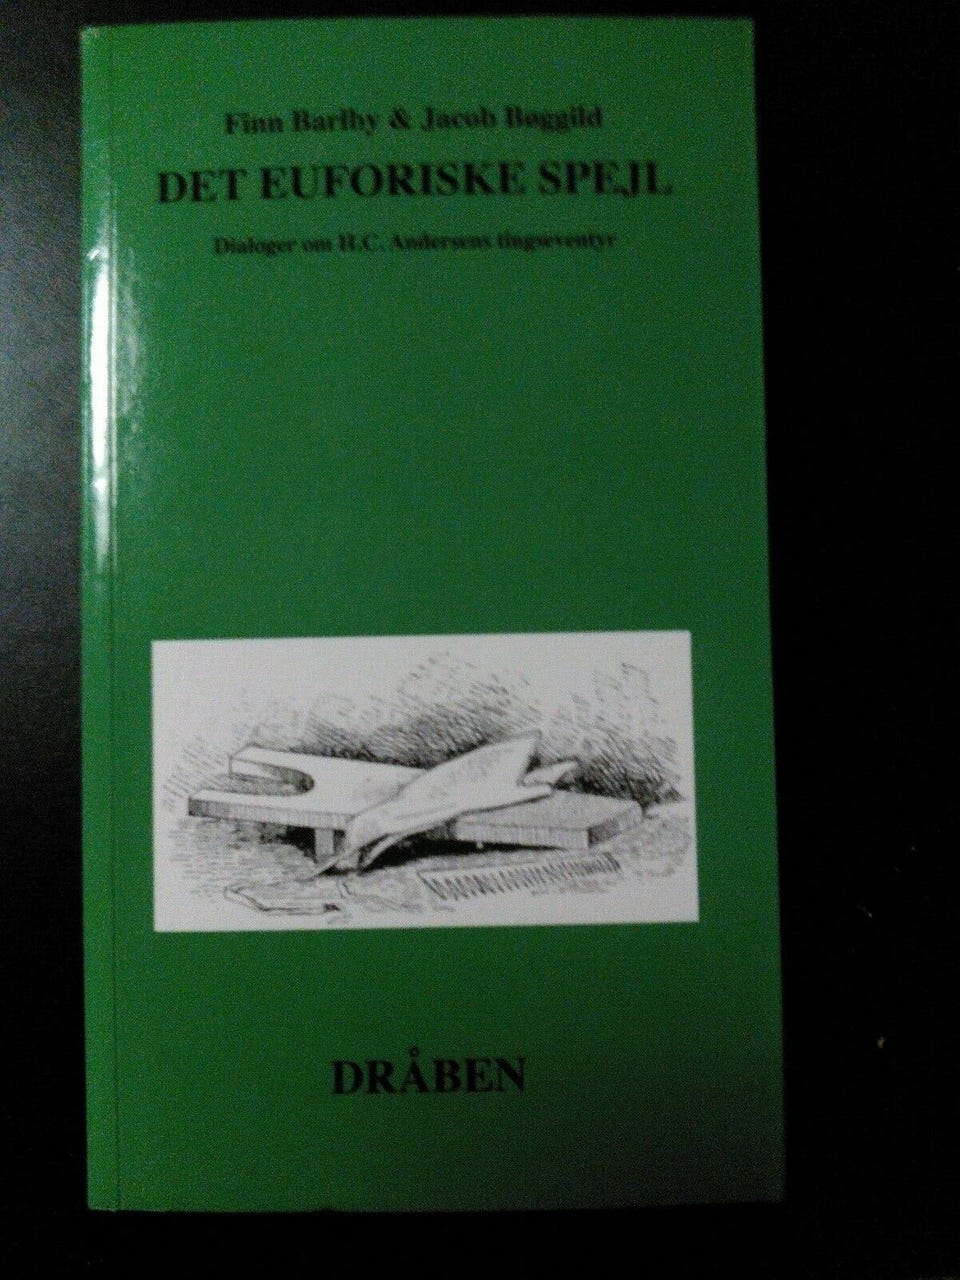 Finn Barlby & Jacob Bøggild
DET EUFORISKE SPEJL
Dialoger om H.C. Andersens tingseventyr
DRÅBEN